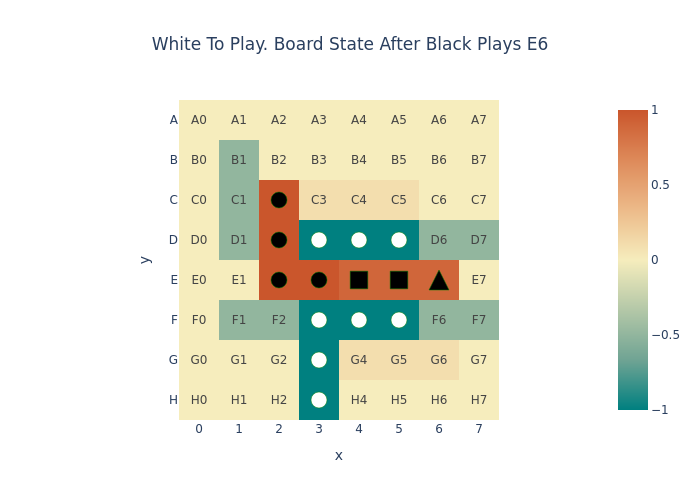 White To Play. Board State After Black Plays E6
A A0 A1 A2 A3 A4 A5 A6 A7
B B0 B1 B2 B3 B4 B5 B6 B7
C C0 C1 C3 C4 C5 C6 C7
D D0 D1 D6 D7
E E0 E1 E7
F F0 F1 F2 F6 F7
G G0 G1 G2 G4 G5 G6 G7
H H0 H1 H2 H4 H5 H6 H7
0 1 2 3 4 5 6 7
x
y
1
0.5
0
−0.5
−1